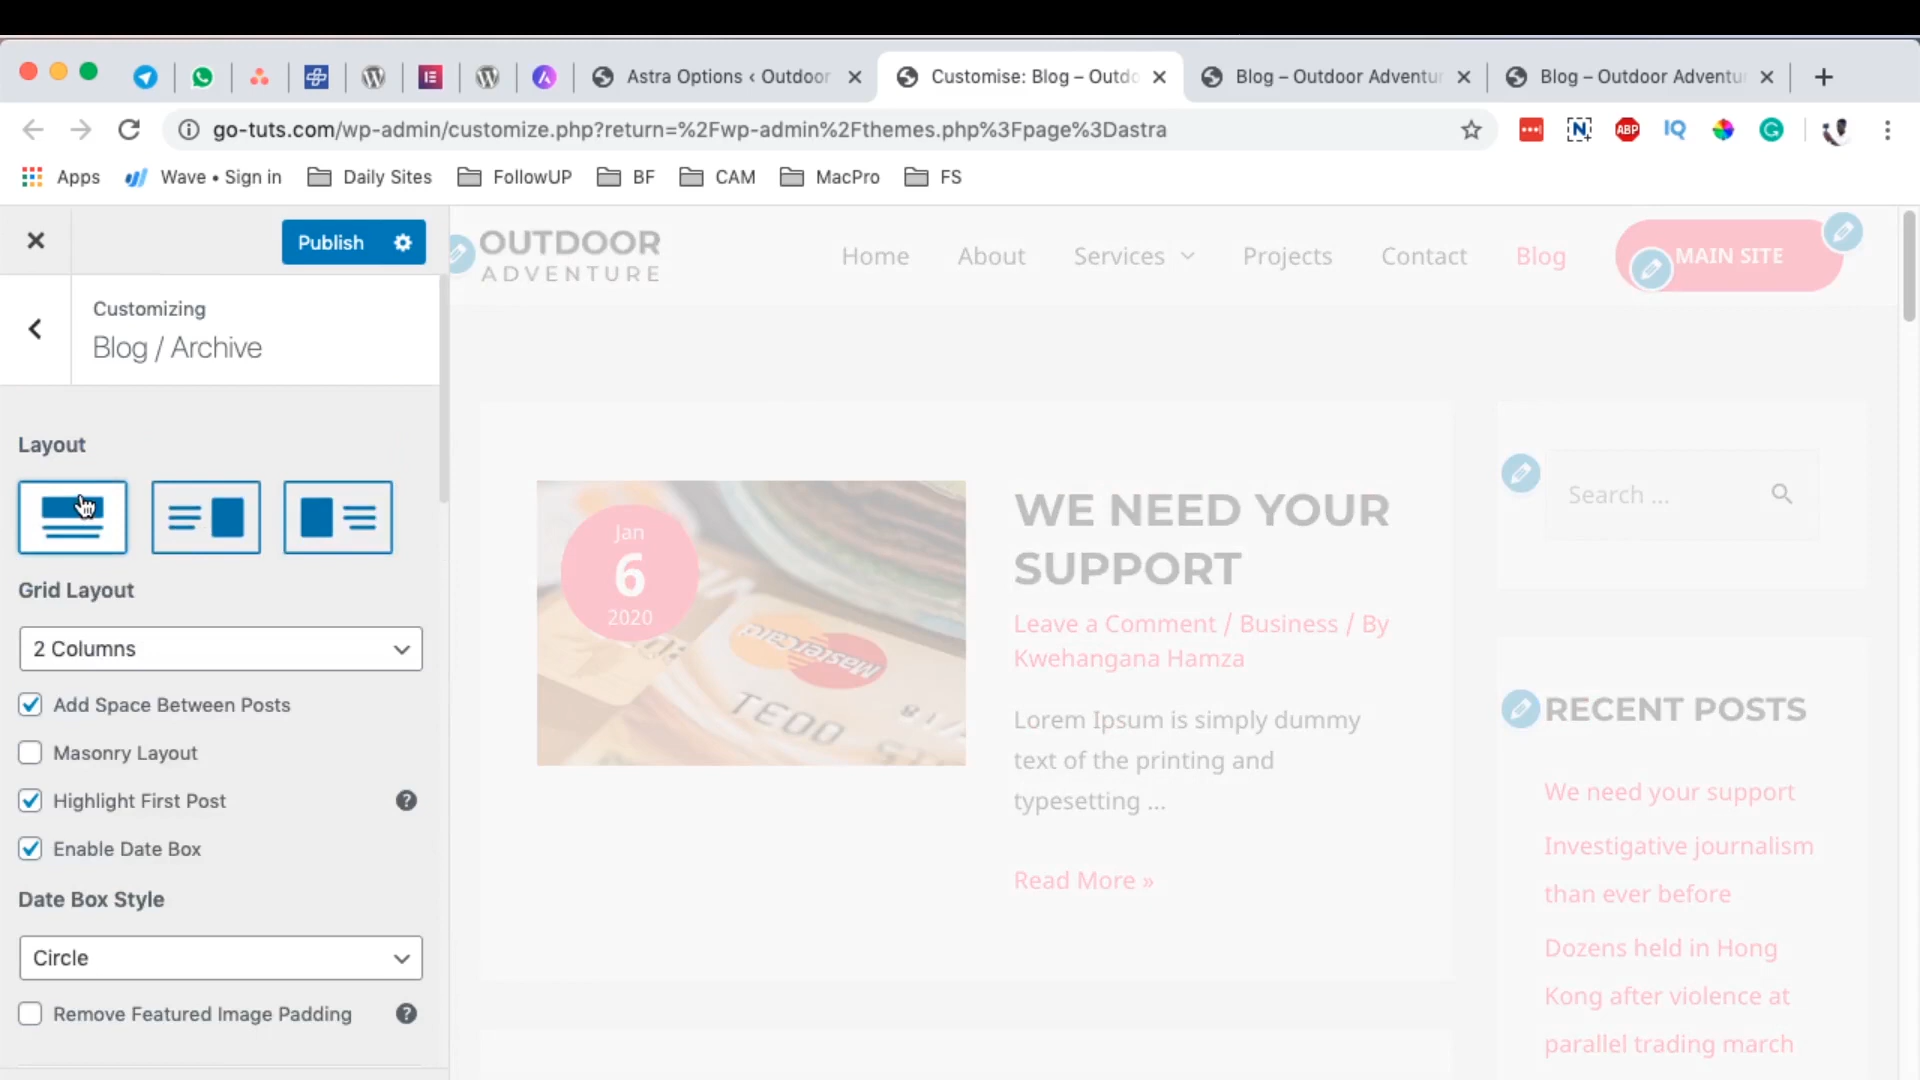 Astra Options ‹ Outdoor
Customise: Blog – Outdo
Blog – Outdoor Adventur
Blog – Outdoor Adventur
go-tuts.com/wp-admin/customize.php?return=%2Fwp-admin%2Fthemes.php%3Fpage%3Dastra
ABP
IQ
Apps
Wave • Sign in
Daily Sites
FollowUP
BF
CAM
MacPro
FS
Publish
Customizing
Blog / Archive
Layout
Grid Layout
2 Columns
Add Space Between Posts
Masonry Layout
Highlight First Post
Enable Date Box
Date Box Style
Circle
Remove Featured Image Padding
OUTDOOR
ADVENTURE
Home
About
Services
Projects
Contact
Blog
MAIN SITE
Jan
6
2020
MasterCard
WE NEED YOUR
SUPPORT
Leave a Comment / Business / By
Kwehangana Hamza
Lorem Ipsum is simply dummy
text of the printing and
typesetting ...
Read More »
Search ...
RECENT POSTS
We need your support
Investigative journalism
than ever before
Dozens held in Hong
Kong after violence at
parallel trading march